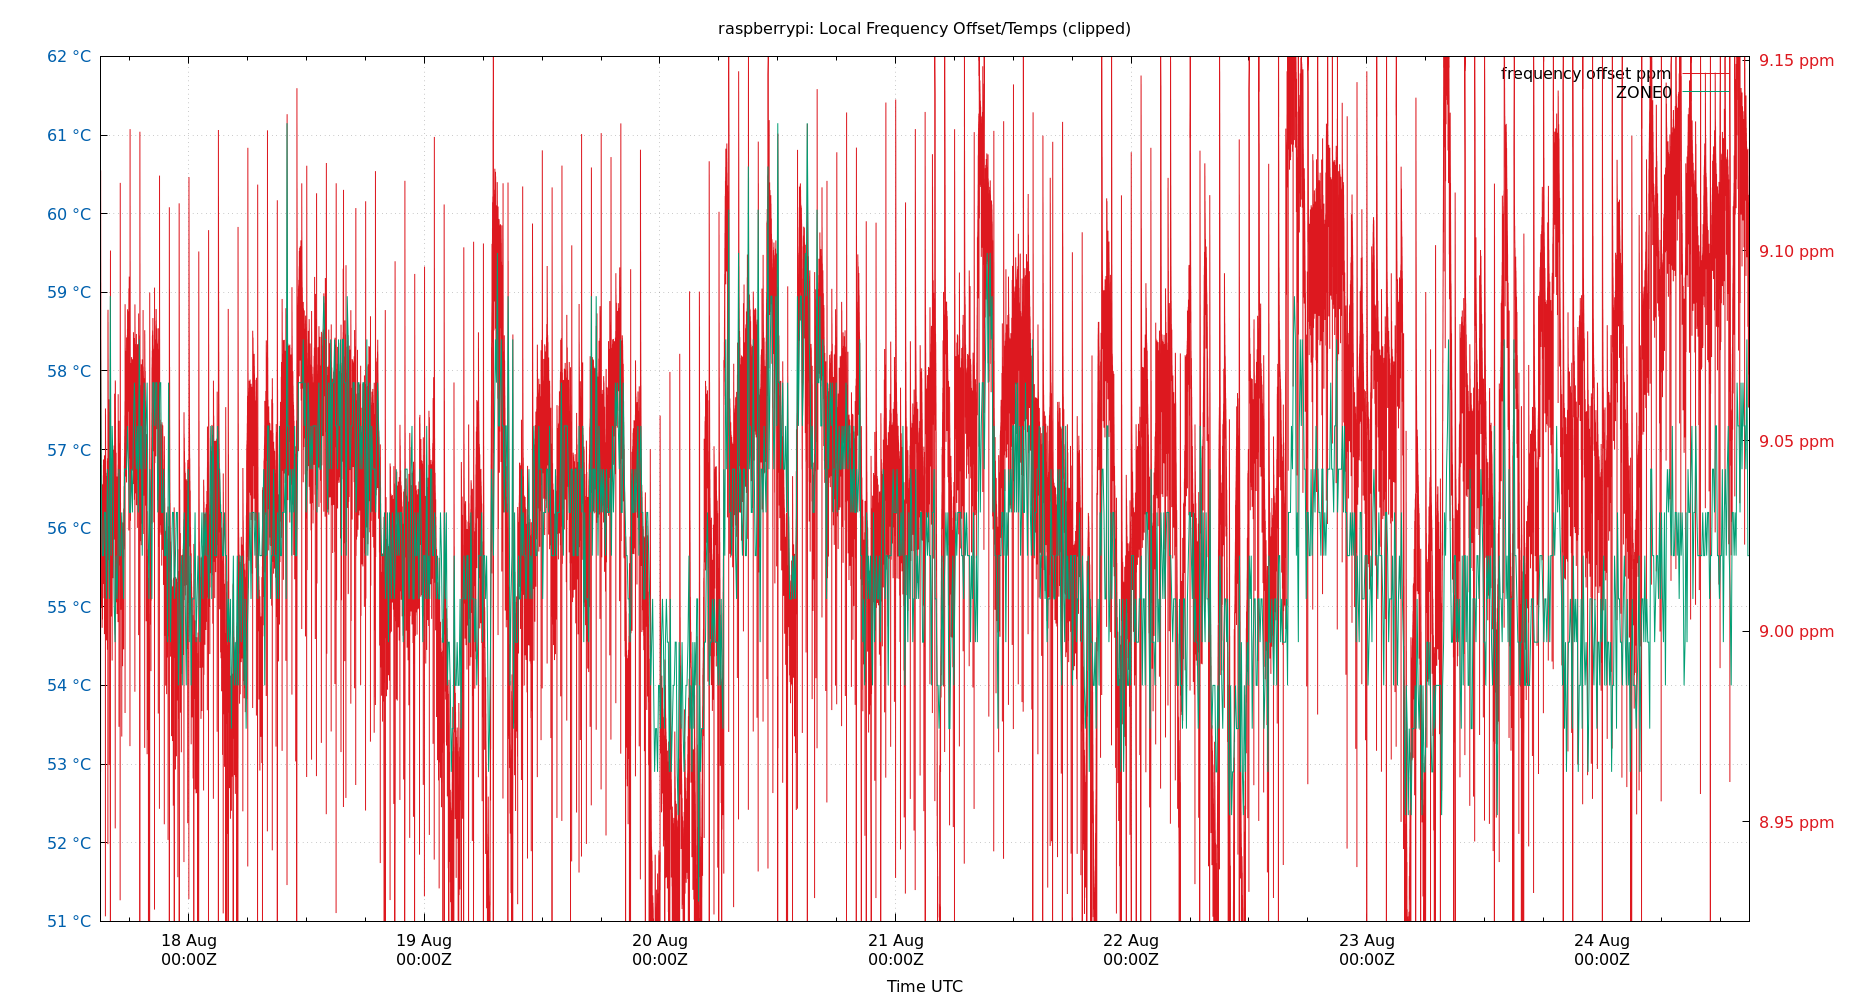 raspberrypi: Local Frequency Offset/Temps (clipped)
62 °C
61 °C
60 °C
59 °C
58 °C
57 °C
56 °C
55 °C
54 °C
53 °C
52 °C
51 °C
frequency offset ppm
ZONE0
9.15 ppm
9.10 ppm
9.05 ppm
9.00 ppm
8.95 ppm
18 Aug 19 Aug 20 Aug 21 Aug 22 Aug 23 Aug 24 Aug
00:00Z 00:00Z 00:00Z 00:00Z 00:00Z 00:00Z 00:00Z
Time UTC